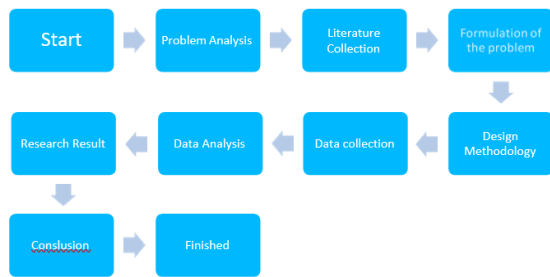 Start
Problem Analysis
Literature
Collection
Formulation of
the problem
Design
Methodology
Data collection
Data Analysis
Research Result
Conslusion
Finished